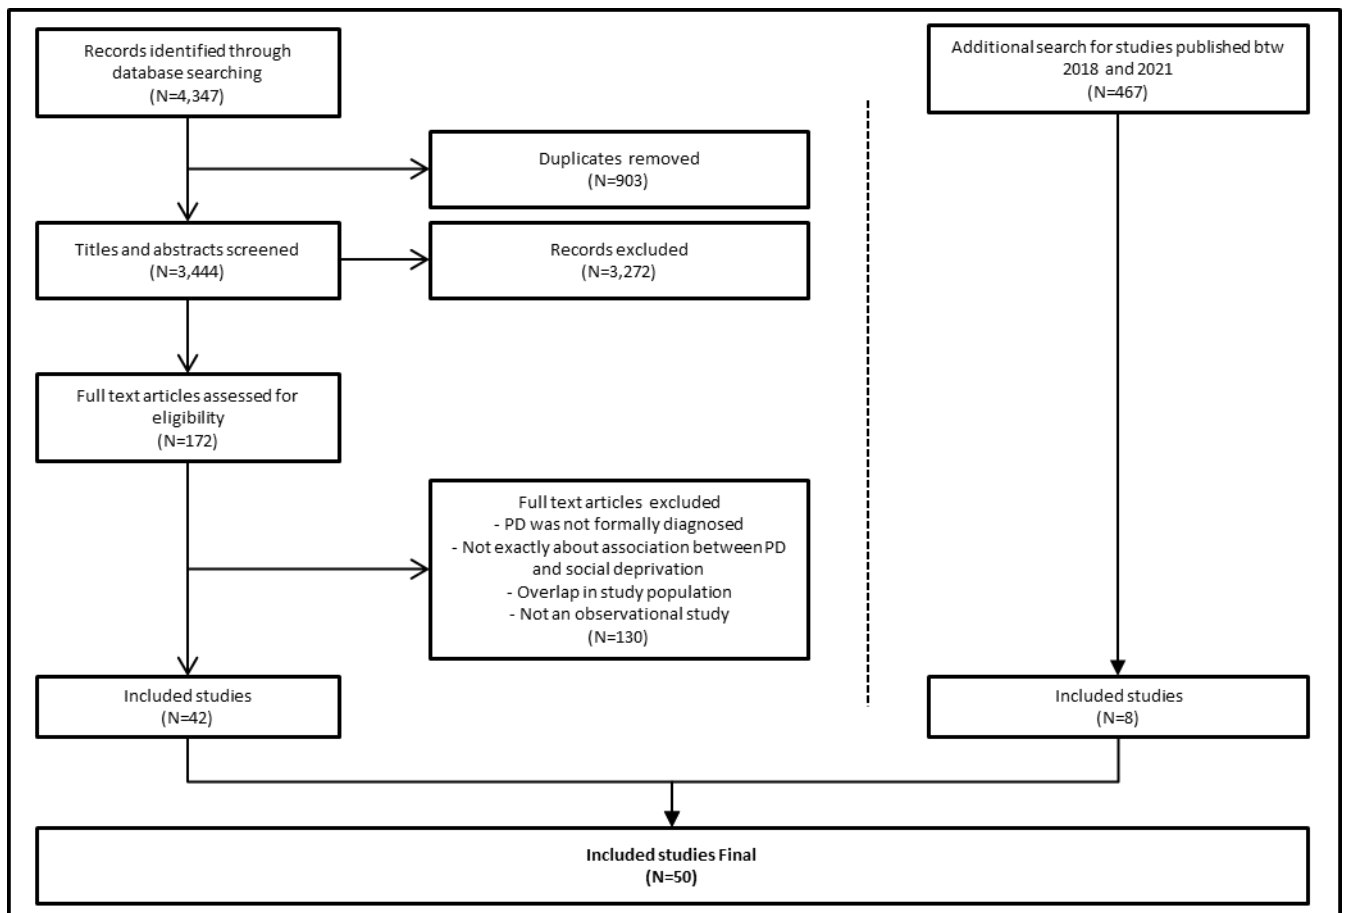 Records identified through
database searching
(N=4,347)
Additional search for studies published btw
2018 and 2021
(N=467)
Duplicates removed
(N=903)
Titles and abstracts screened
(N=3,444)
Records excluded
(N=3,272)
Full text articles assessed for
eligibility
(N=172)
Full text articles excluded
- PD was not formally diagnosed
- Not exactly about association between PD
and social deprivation
- Overlap in study population
- Not an observational study
(N=130)
Included studies
(N=42)
Included studies
(N=8)
Included studies Final
(N=50)